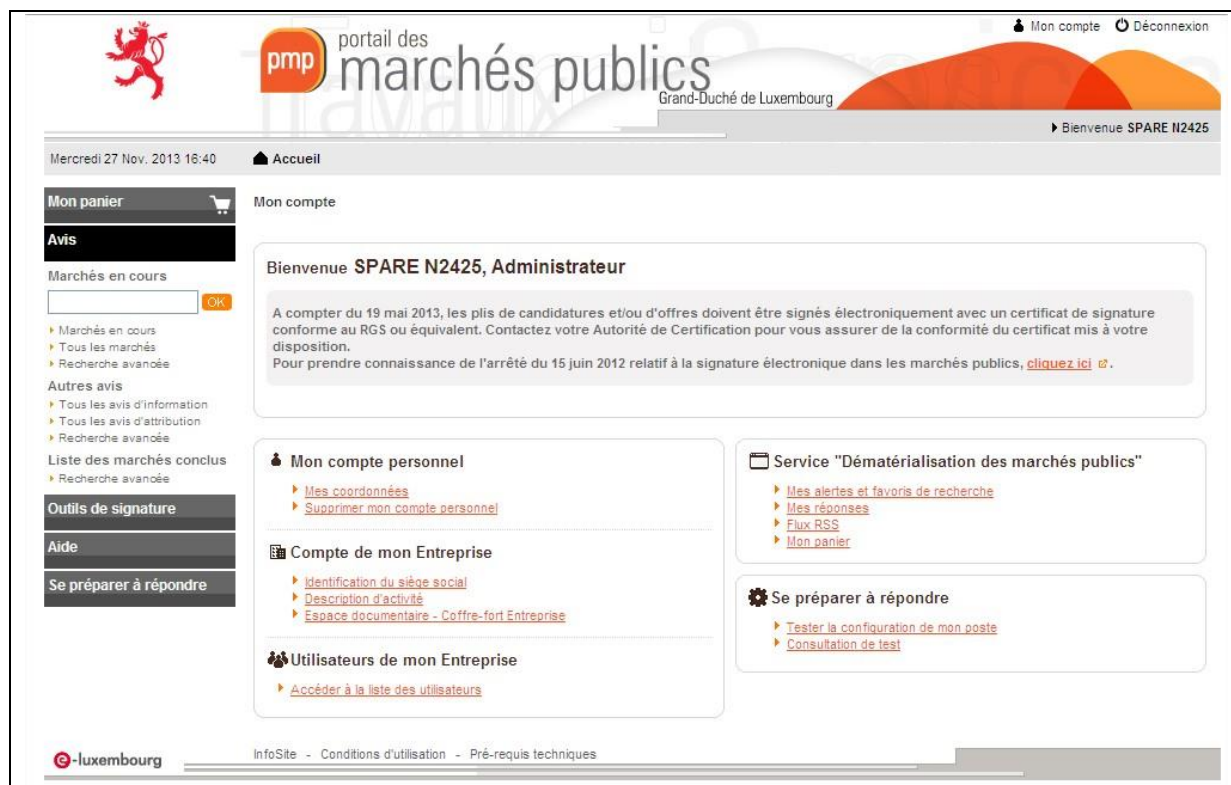 Mon compte Déconnexion
pmp portail des
marchés publics
Grand-Duché de Luxembourg
Bienvenue SPARE N2425
Mercredi 27 Nov. 2013 16:40 Accueil
Mon panier
Avis
Marchés en cours
OK
Marchés en cours
Tous les marchés
Recherche avancée
Autres avis
Tous les avis d'information
Tous les avis d'attribution
Recherche avancée
Liste des marchés conclus
Recherche avancée
Outils de signature
Aide
Se préparer à répondre
Mon compte
Bienvenue SPARE N2425, Administrateur
A compter du 19 mai 2013, les plis de candidatures et/ou d'offres doivent être signés électroniquement avec un certificat de signature
conforme au RGS ou équivalent. Contactez votre Autorité de Certification pour vous assurer de la conformité du certificat mis à votre
disposition.
Pour prendre connaissance de l'arrêté du 15 juin 2012 relatif à la signature électronique dans les marchés publics, cliquez ici .
Mon compte personnel
Mes coordonnées
Supprimer mon compte personnel
Compte de mon Entreprise
Identification du siège social
Description d'activité
Espace documentaire - Coffre-fort Entreprise
Utilisateurs de mon Entreprise
Accéder à la liste des utilisateurs
Service "Dématérialisation des marchés publics"
Mes alertes et favoris de recherche
Mes réponses
Flux RSS
Mon panier
Se préparer à répondre
Tester la configuration de mon poste
Consultation de test
e-luxembourg
InfoSite - Conditions d'utilisation - Pré-requis techniques